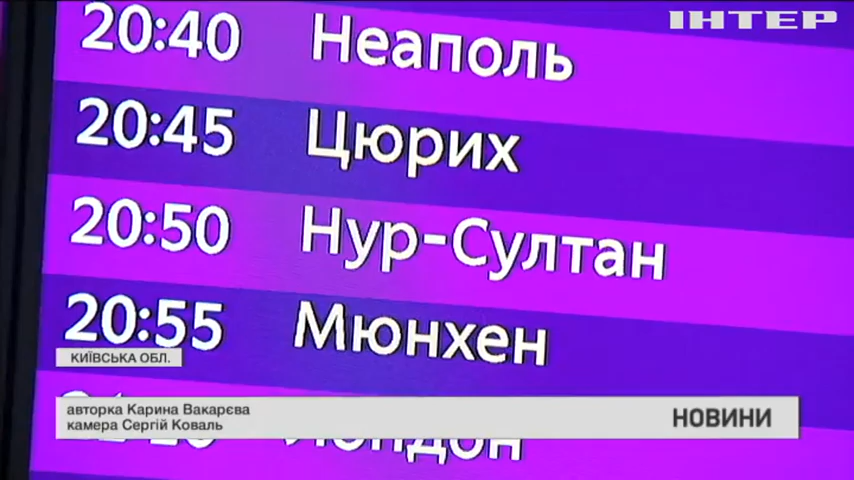 ІНТЕР
20:40 Неаполь
20:45 Цюрих
20:50 Нур-Султан
20:55 Мюнхен
КИЇВСЬКА ОБЛ.
авторка Карина Вакарєва
камера Сергій Коваль
НОВИНИ
Лондон